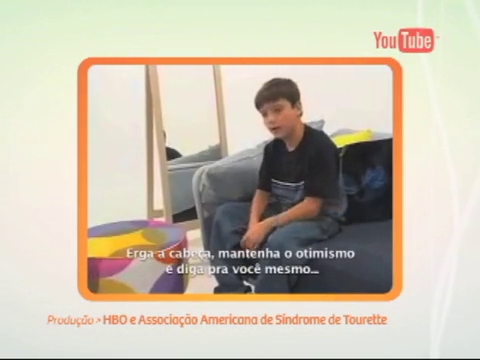 YouTube
Erga a cabeça, mantenha o otimismo
e diga pra você mesmo...
Produção > HBO e Associação Americana de Síndrome de Tourette